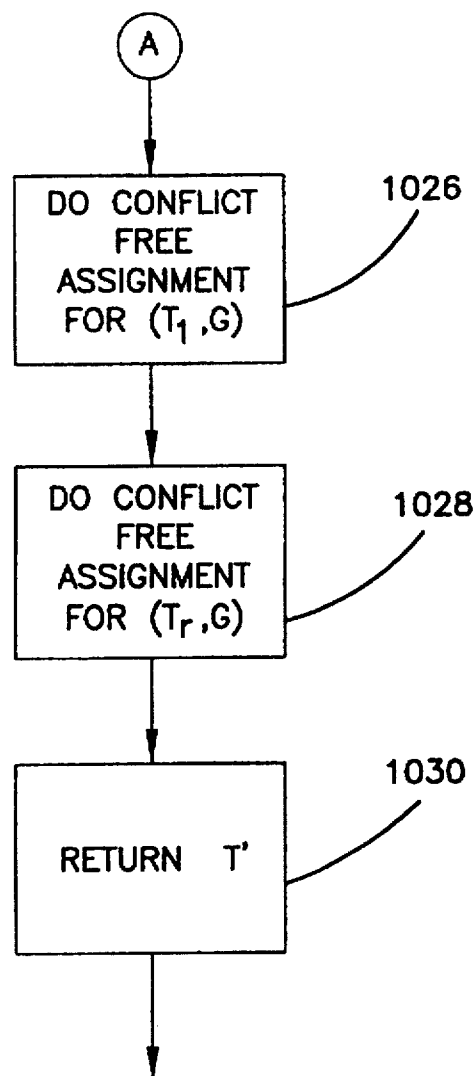 A
DO CONFLICT
FREE
ASSIGNMENT
FOR (T1,G)
1026
DO CONFLICT
FREE
ASSIGNMENT
FOR (Tr,G)
1028
RETURN T'
1030